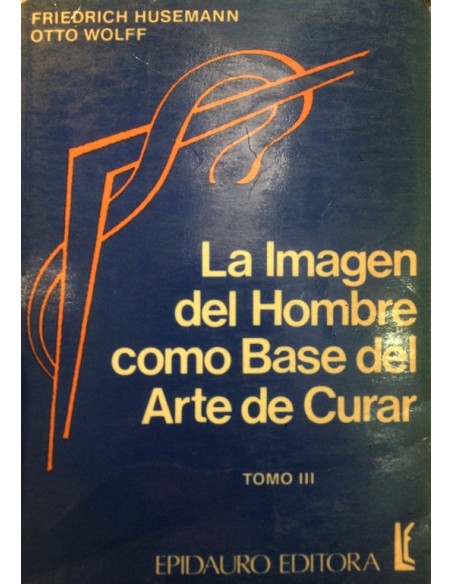 FRIEDRICH HUSEMANN
OTTO WOLFF
La Imagen
del Hombre
como Base del
Arte de Curar
TOMO III
EPIDAURO EDITORA